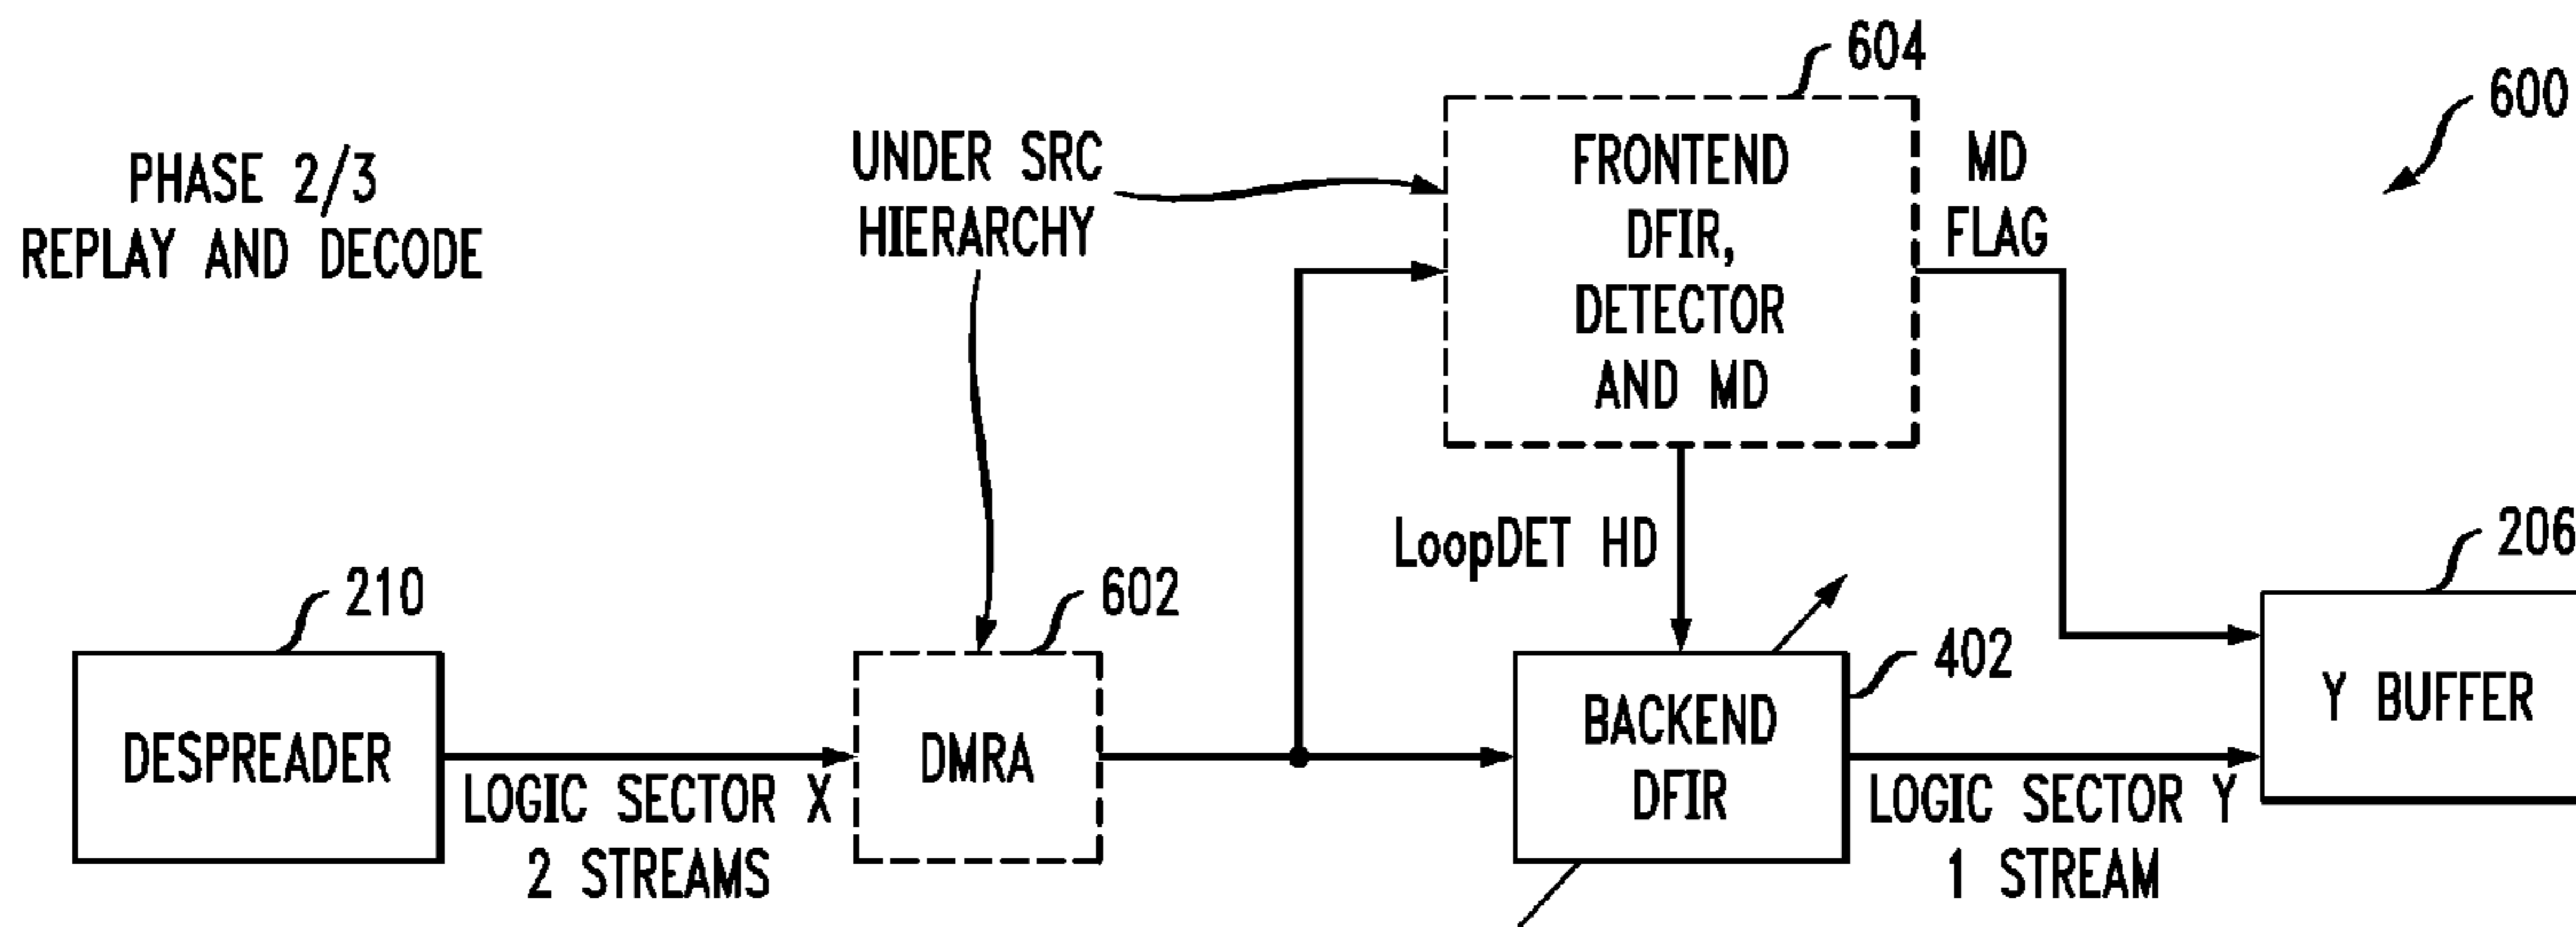 PHASE 2/3
REPLAY AND DECODE
UNDER SRC
HIERARCHY
604
FRONTEND
DFIR,
DETECTOR
AND MD
MD
FLAG
600
LoopDET HD
210
DESPREADER
LOGIC SECTOR X
2 STREAMS
602
DMRA
402
BACKEND
DFIR
LOGIC SECTOR Y
1 STREAM
206
Y BUFFER